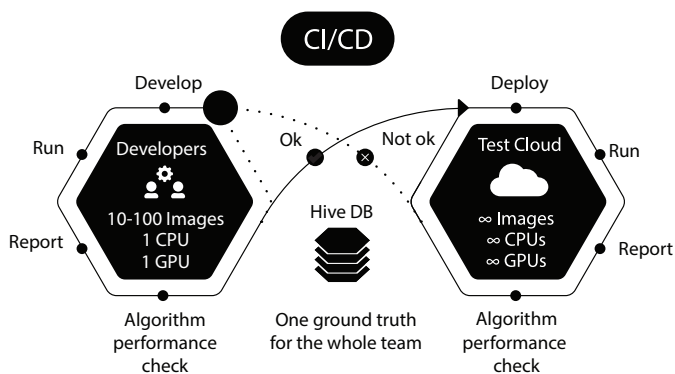 CI/CD
Develop
Deploy
Run
Developers
10-100 Images
1 CPU
1 GPU
Report
Algorithm
performance
check
Ok
Not ok
Hive DB
One ground truth
for the whole team
Test Cloud
∞ Images
∞ CPUs
∞ GPUs
Run
Report
Algorithm
performance
check